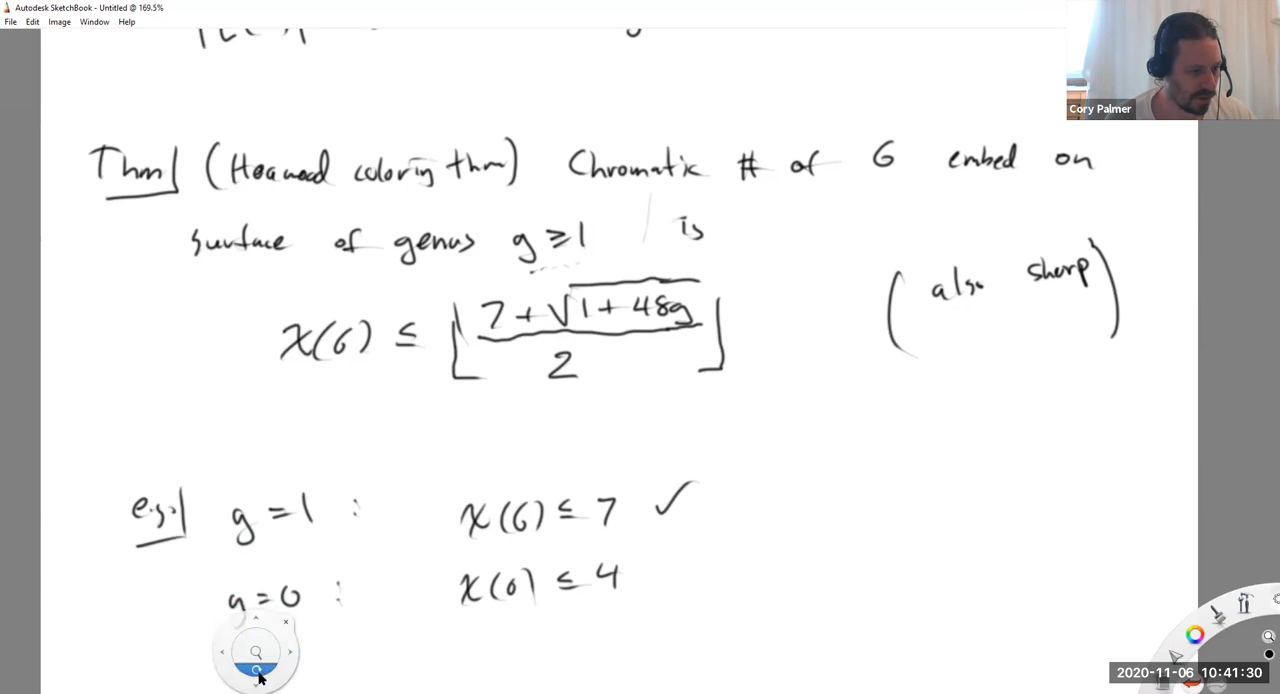 Autodesk SketchBook - Untitled @ 169.5%
File Edit Image Window Help
Cory Palmer
Thm (Heawood coloring thm) Chromatic # of G embed on
surface of genus g ≥ 1 is
χ(G) ≤ ⌊(7 + √(1 + 48g)) / 2⌋ (also sharp)
e.g. g = 1 : χ(G) ≤ 7 ✓
g = 0 : χ(G) ≤ 4
2020-11-06 10:41:30